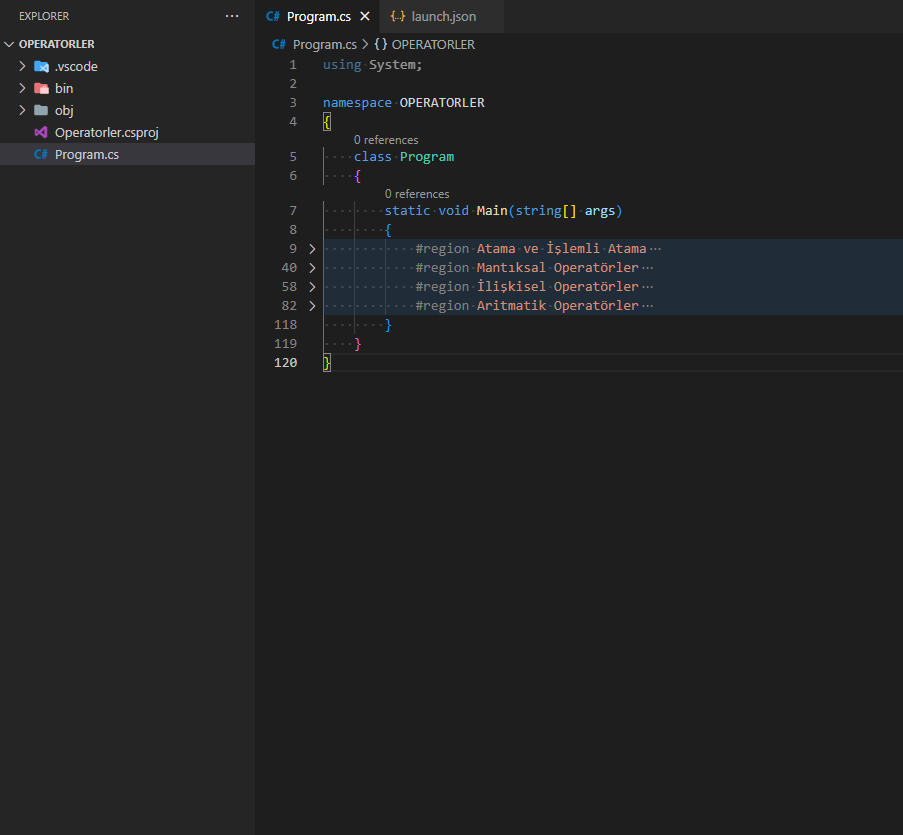 EXPLORER ···
OPERATORLER
.vscode
bin
obj
Operatorler.csproj
C# Program.cs
C# Program.cs × {··} launch.json
C# Program.cs > {} OPERATORLER
1 using System;
2
3 namespace OPERATORLER
4 {
0 references
5 class Program
6 {
0 references
7 static void Main(string[] args)
8 {
9 > #region Atama ve İşlemli Atama ···
40 > #region Mantıksal Operatörler ···
58 > #region İlişkisel Operatörler ···
82 > #region Aritmatik Operatörler ···
118 }
119 }
120 }